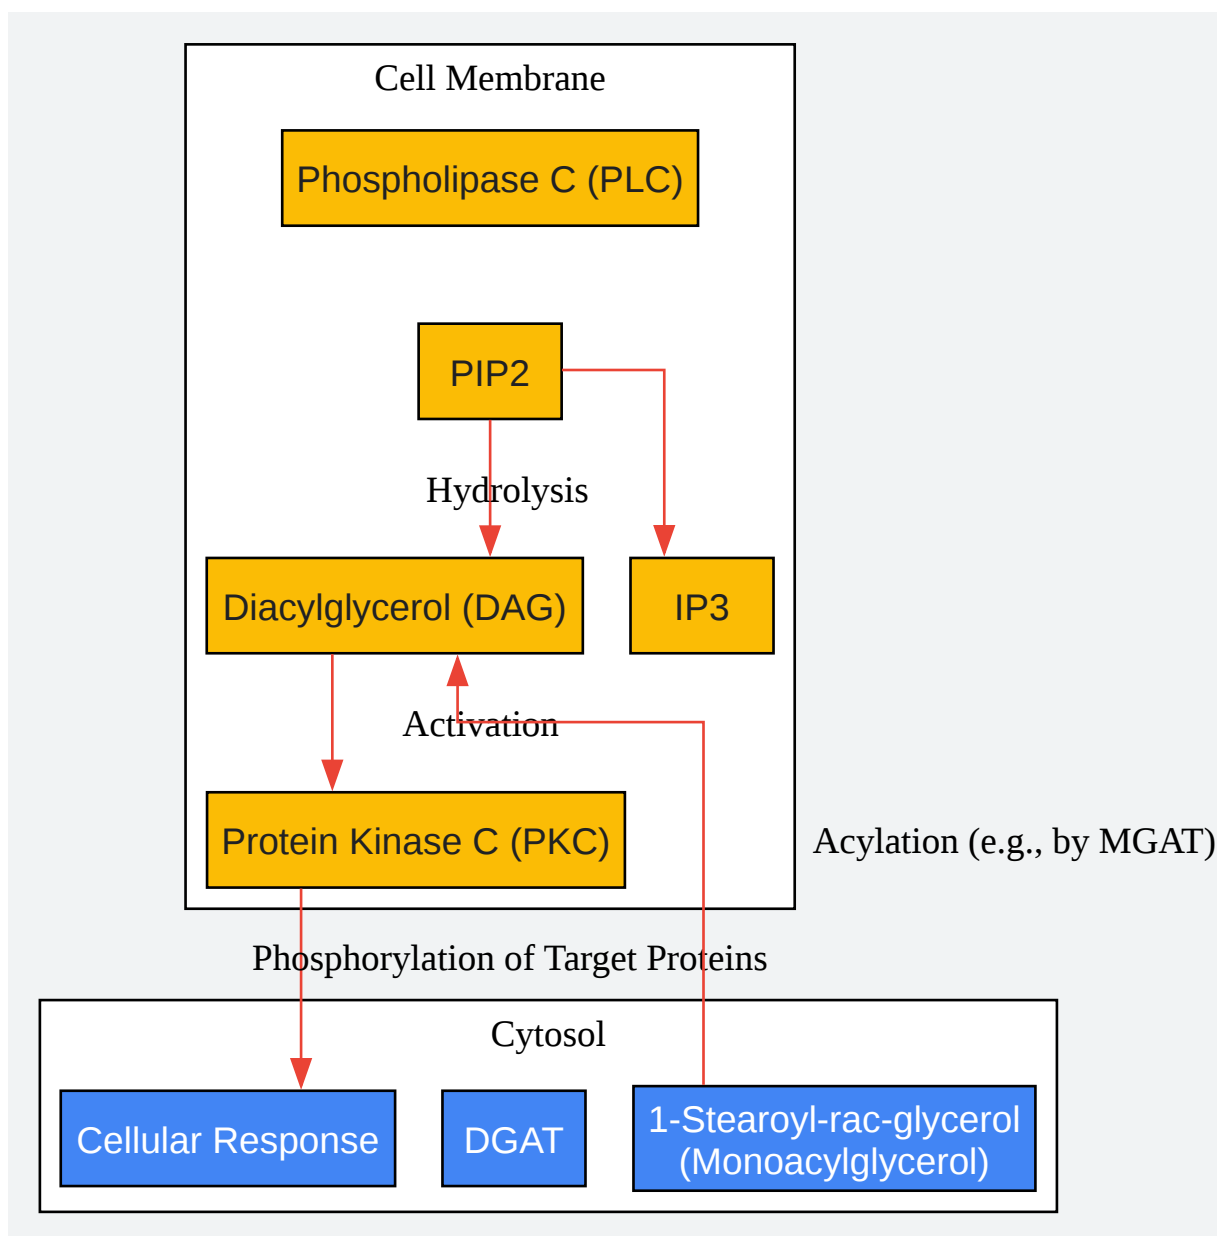 Cell Membrane
Phospholipase C (PLC)
PIP2
Hydrolysis
Diacylglycerol (DAG)
IP3
Activation
Protein Kinase C (PKC)
Acylation (e.g., by MGAT)
Phosphorylation of Target Proteins
Cytosol
Cellular Response
DGAT
1-Stearoyl-rac-glycerol
(Monoacylglycerol)